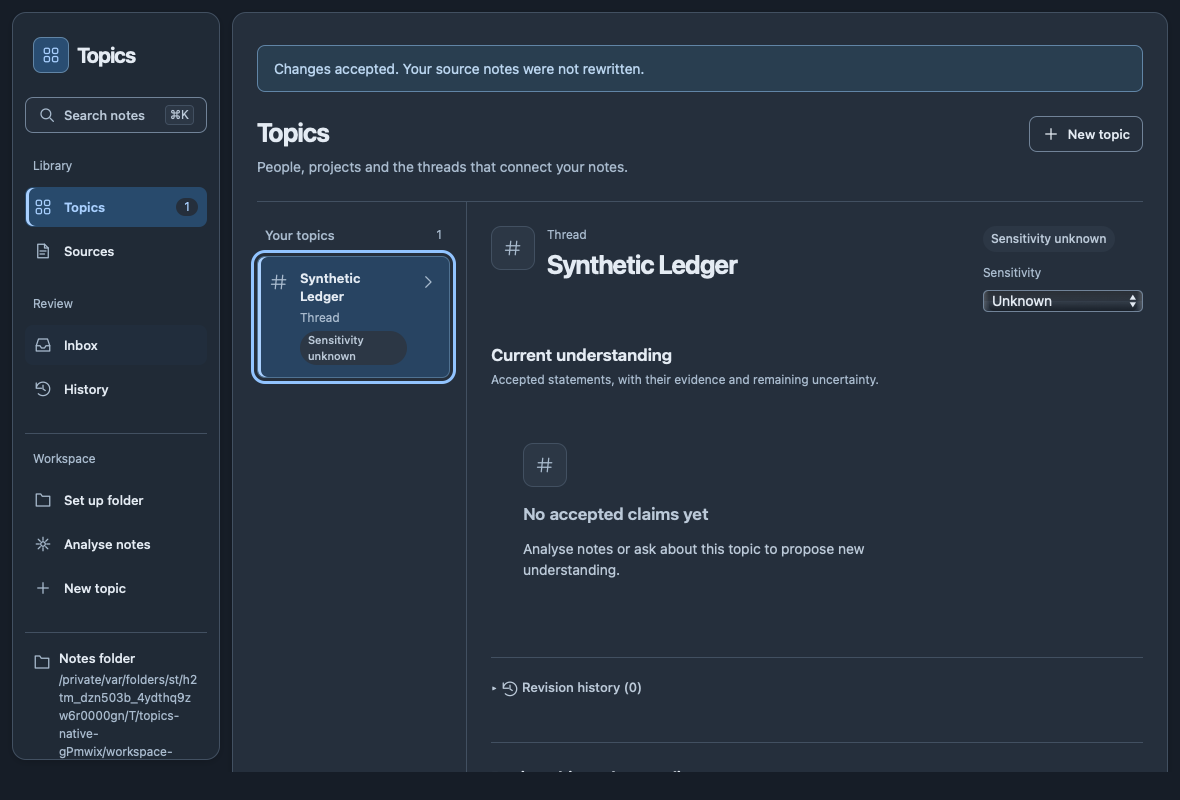 Topics
Search notes ⌘K
Library
Topics 1
Sources
Review
Inbox
History
Workspace
Set up folder
Analyse notes
New topic
Notes folder
/private/var/folders/st/h2
tm_dzn503b_4ydthq9z
w6r0000gn/T/topics-
native-
gPmwix/workspace-
Changes accepted. Your source notes were not rewritten.
Topics
New topic
People, projects and the threads that connect your notes.
Your topics 1
Synthetic
Ledger
Thread
Sensitivity
unknown
Thread
Synthetic Ledger
Sensitivity unknown
Sensitivity
Unknown
Current understanding
Accepted statements, with their evidence and remaining uncertainty.
No accepted claims yet
Analyse notes or ask about this topic to propose new
understanding.
Revision history (0)